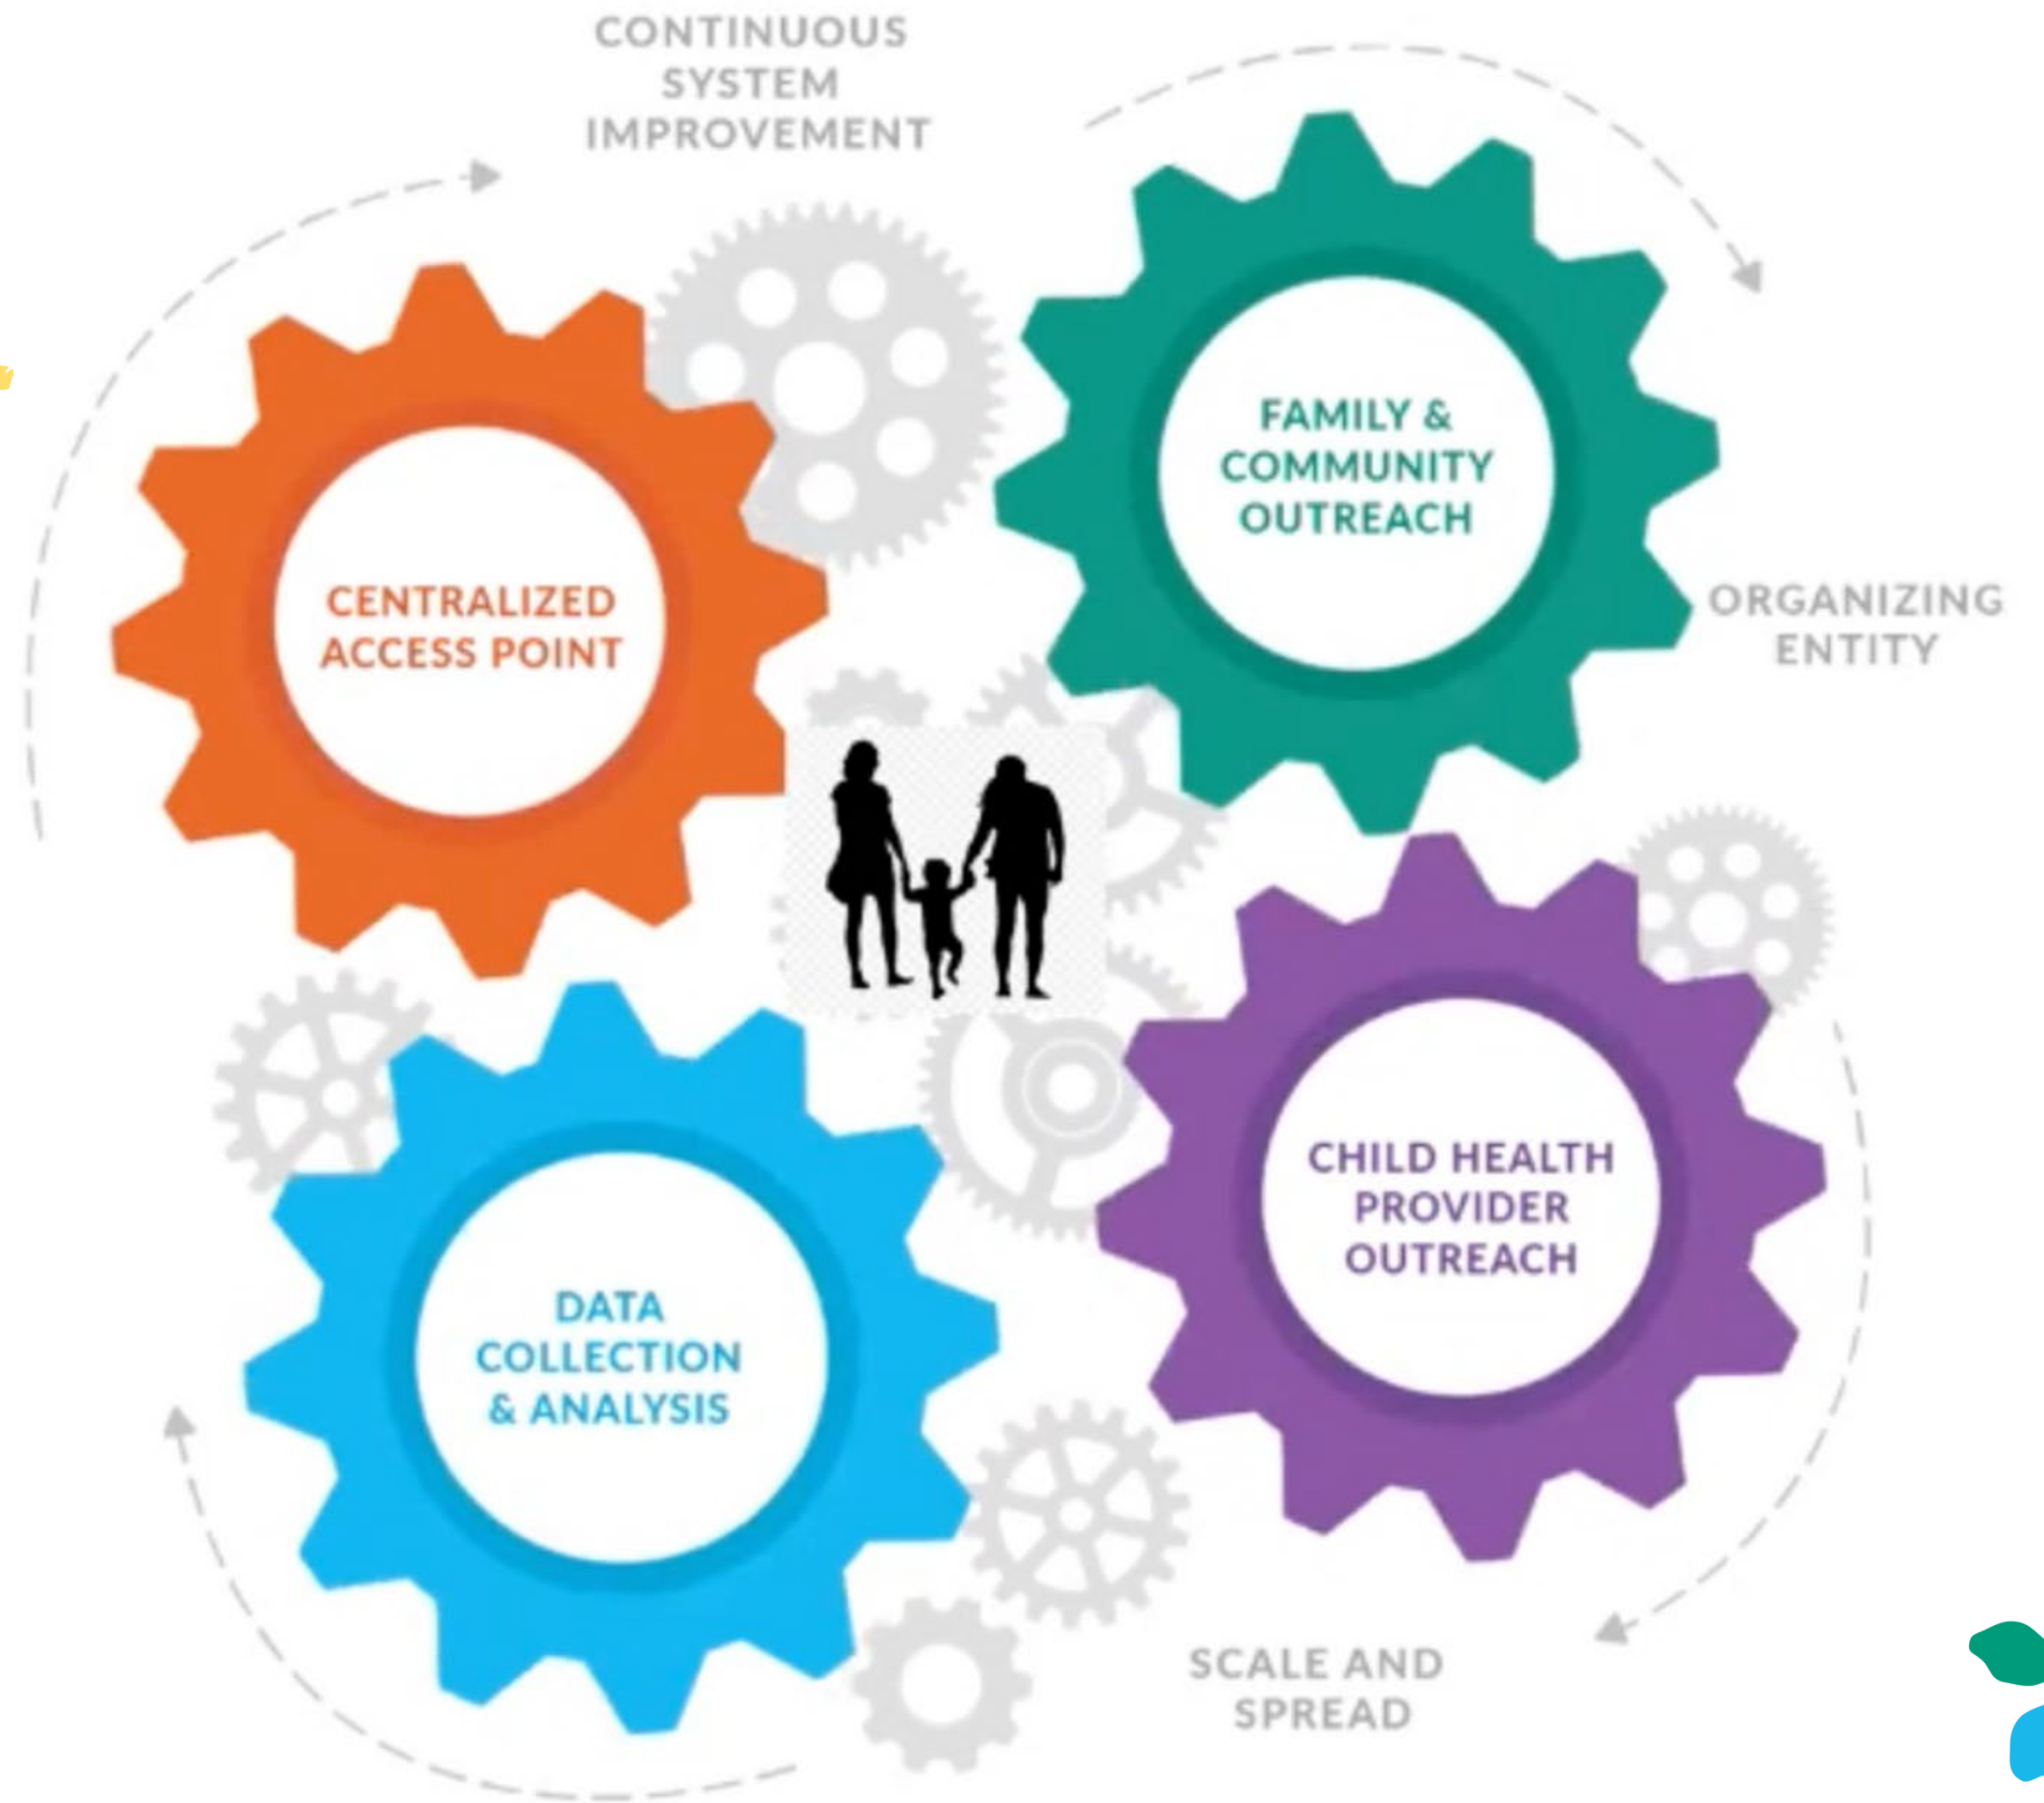 CONTINUOUS
SYSTEM
IMPROVEMENT
FAMILY &
COMMUNITY
OUTREACH
CENTRALIZED
ACCESS POINT
ORGANIZING
ENTITY
CHILD HEALTH
PROVIDER
OUTREACH
DATA
COLLECTION
& ANALYSIS
SCALE AND
SPREAD